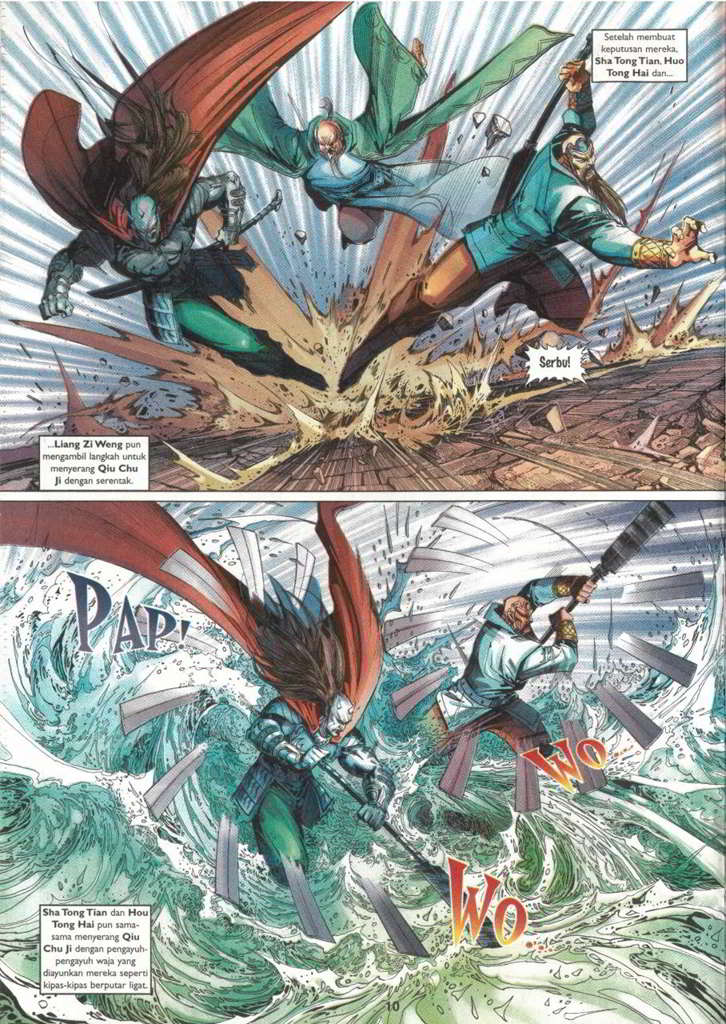 Setelah membuat
keputusan mereka,
Sha Tong Tian, Huo
Tong Hai dan...
Serbu!
...Liang Zi Weng pun
mengambil langkah untuk
menyerang Qiu Chu
Ji dengan serentak.
PAP!
WO...
WO...
Sha Tong Tian dan Hou
Tong Hai pun sama-
sama menyerang Qiu
Chu Ji dengan pengayuh-
pengayuh waja yang
diayunkan mereka seperti
kipas-kipas berputar ligat.
10